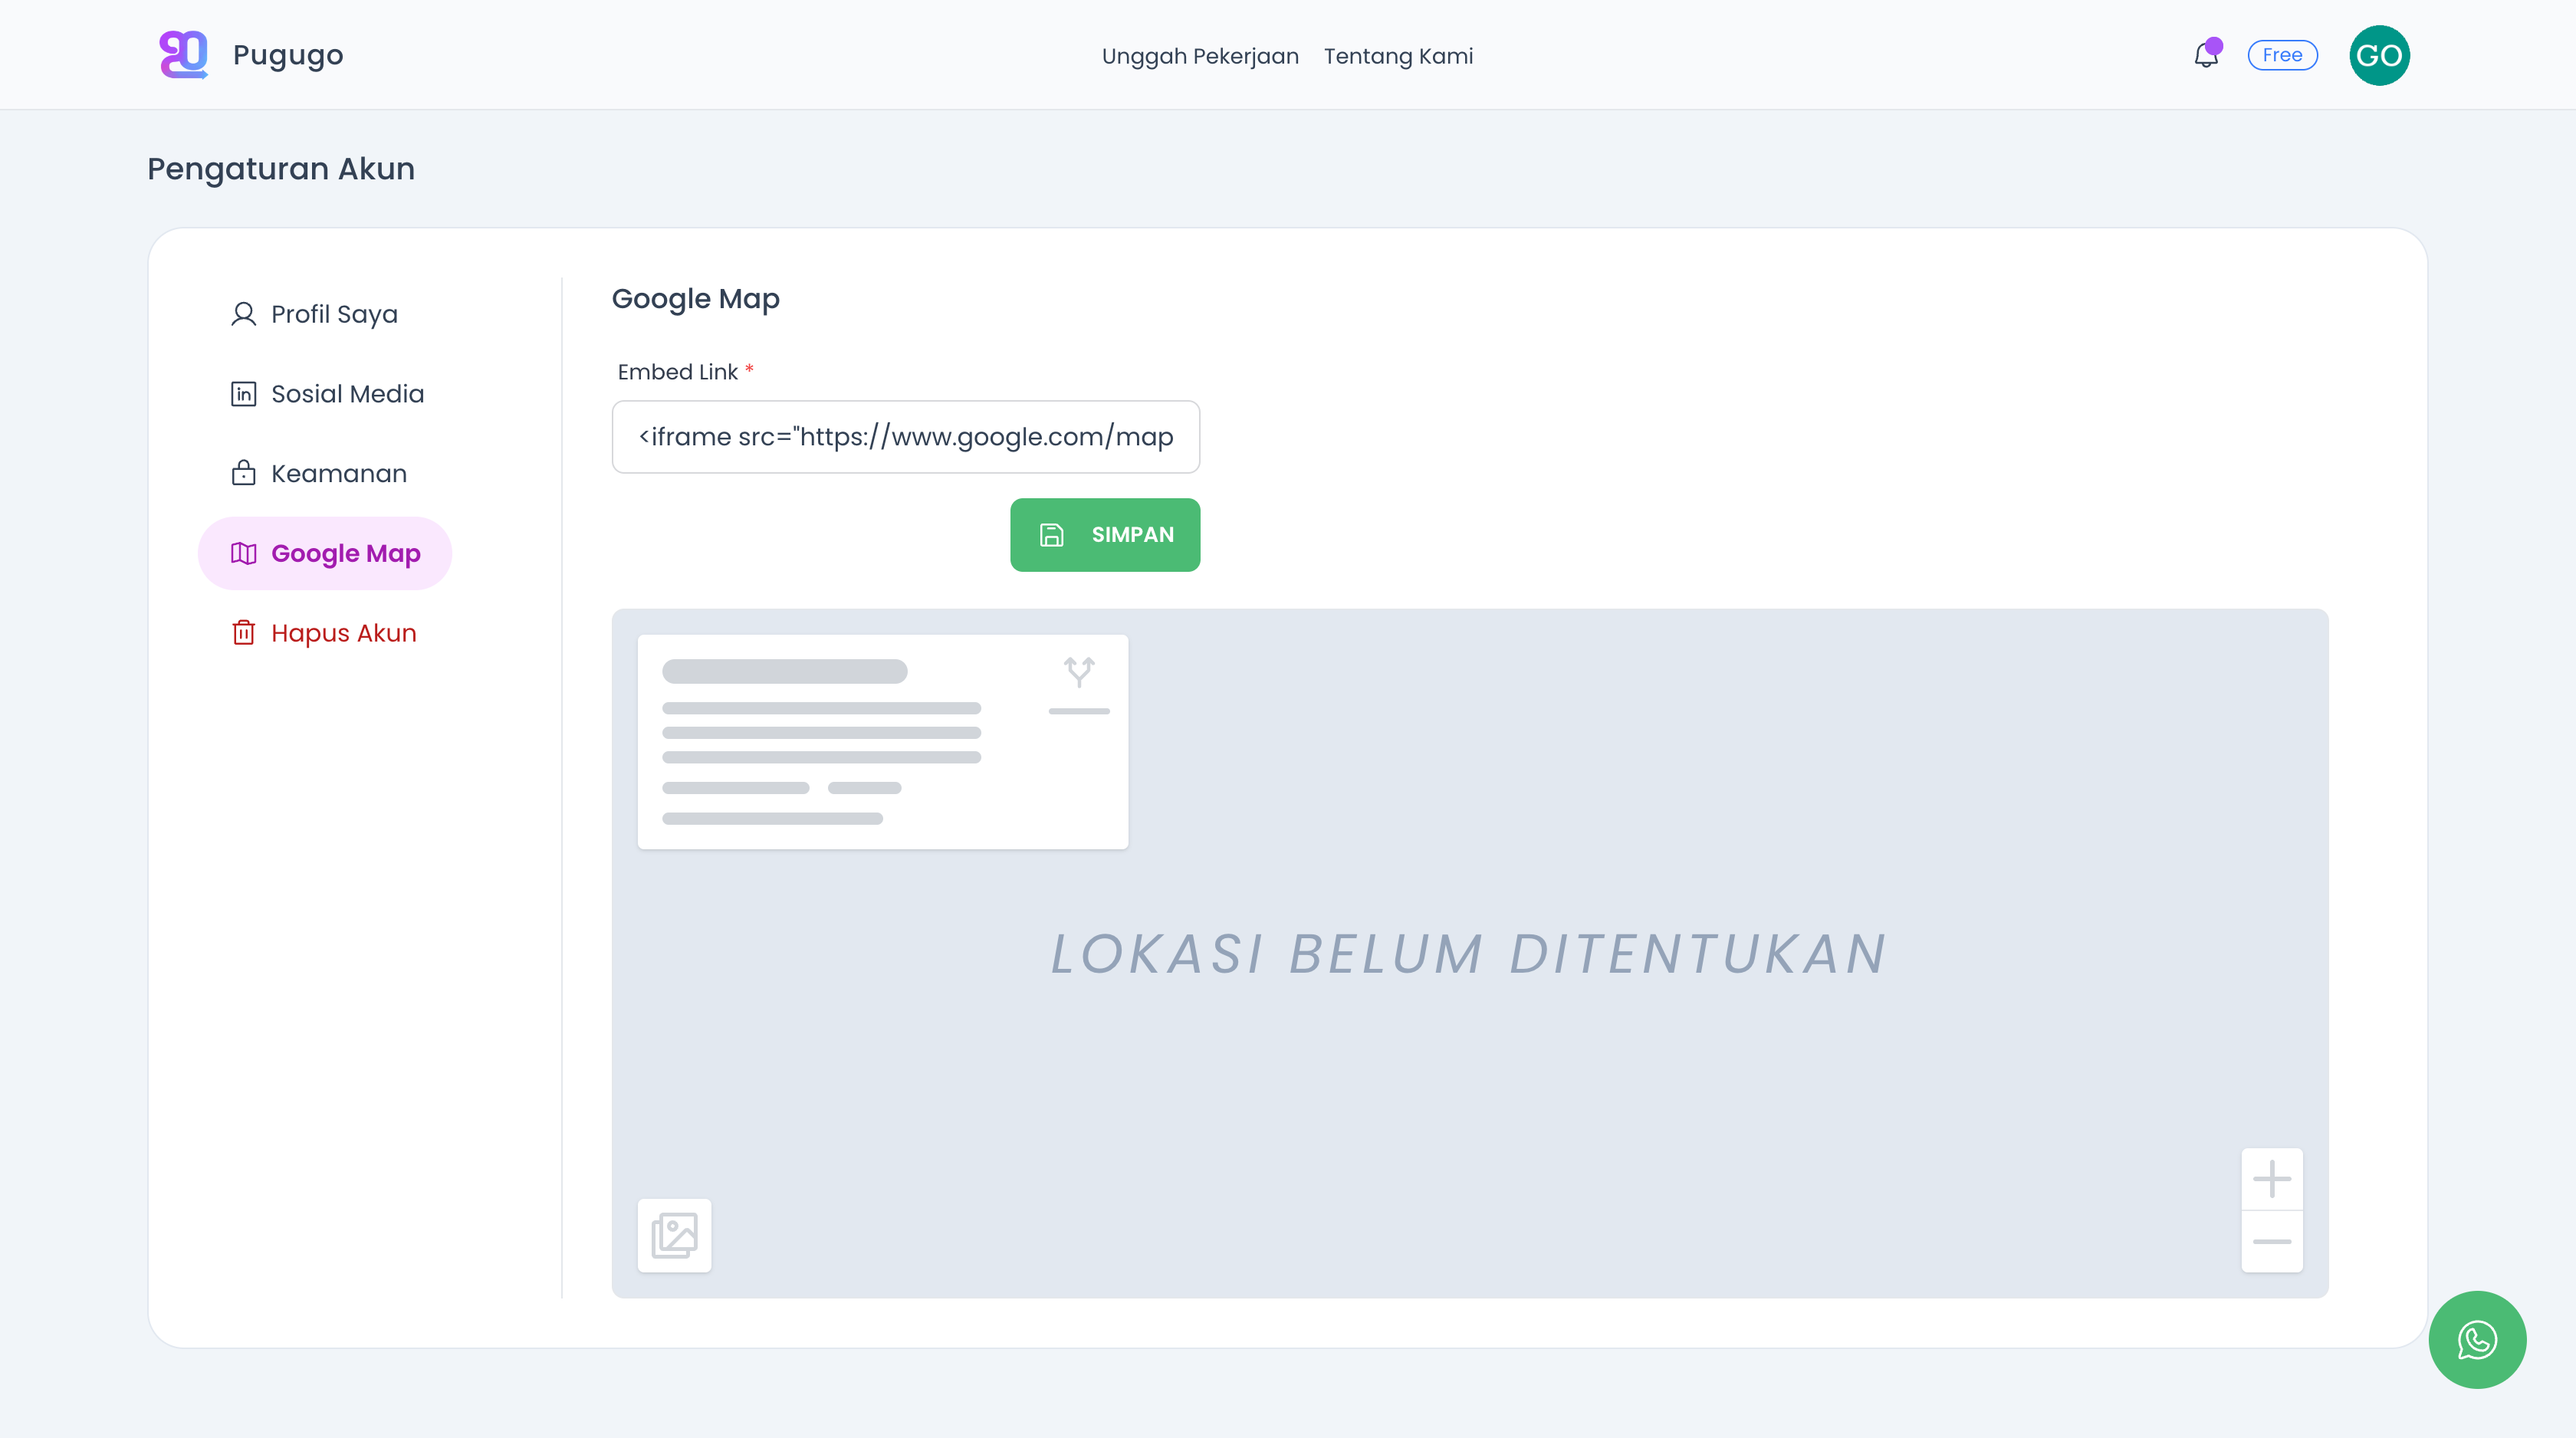 Pugugo
Unggah Pekerjaan
Tentang Kami
Free
GO
Pengaturan Akun
Profil Saya
Sosial Media
Keamanan
Google Map
Hapus Akun
Google Map
Embed Link *
<iframe src="https://www.google.com/map
SIMPAN
LOKASI BELUM DITENTUKAN